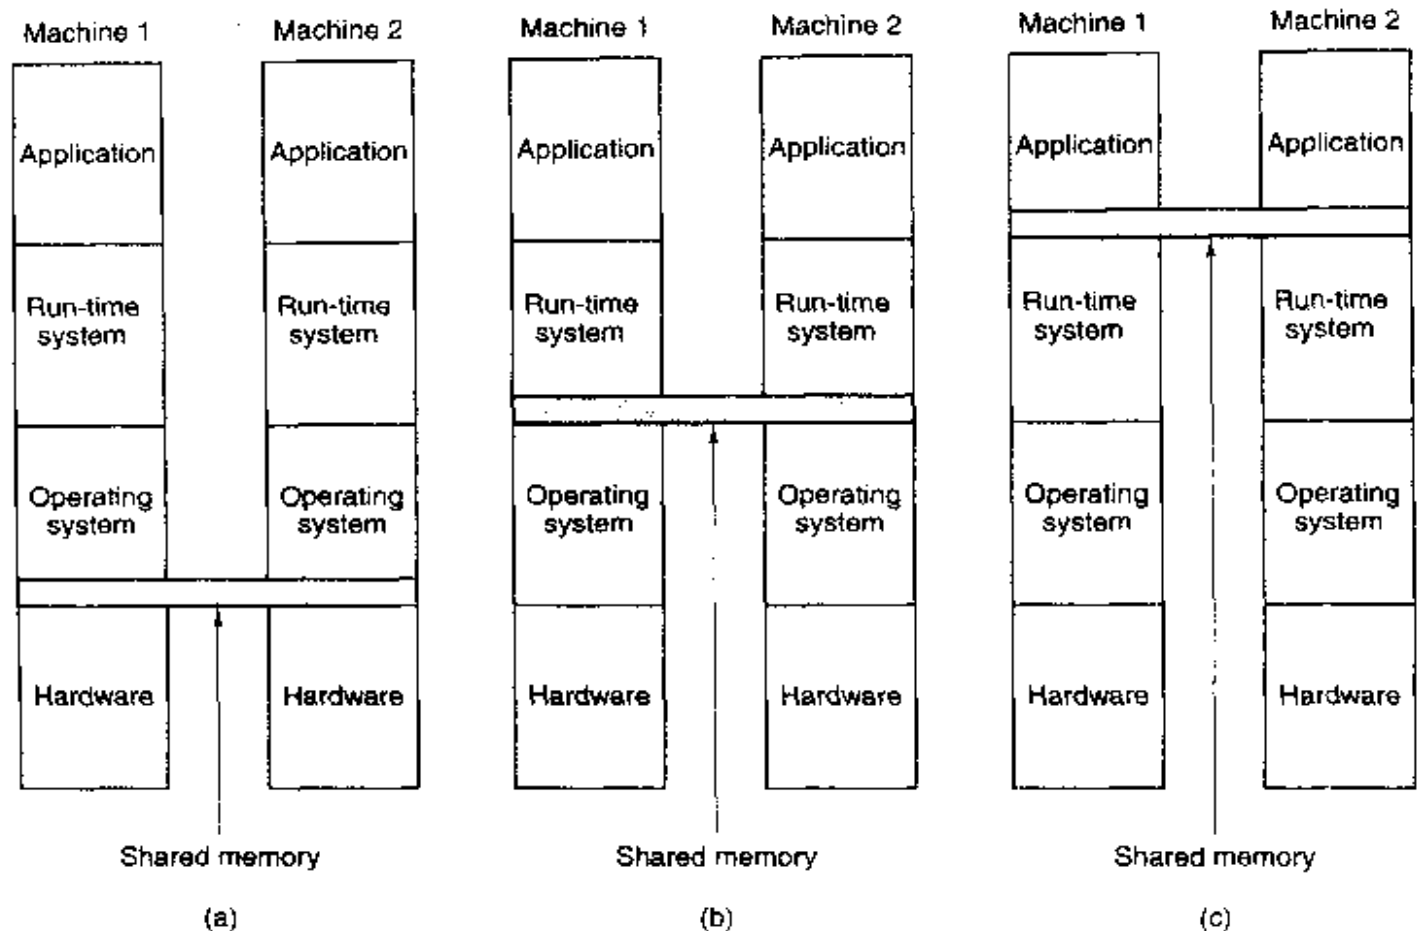 Machine 1
Machine 2
Application
Application
Run-time
system
Run-time
system
Operating
system
Operating
system
Hardware
Hardware
Shared memory
(a)
Machine 1
Machine 2
Application
Application
Run-time
system
Run-time
system
Operating
system
Operating
system
Hardware
Hardware
Shared memory
(b)
Machine 1
Machine 2
Application
Application
Run-time
system
Run-time
system
Operating
system
Operating
system
Hardware
Hardware
Shared memory
(c)